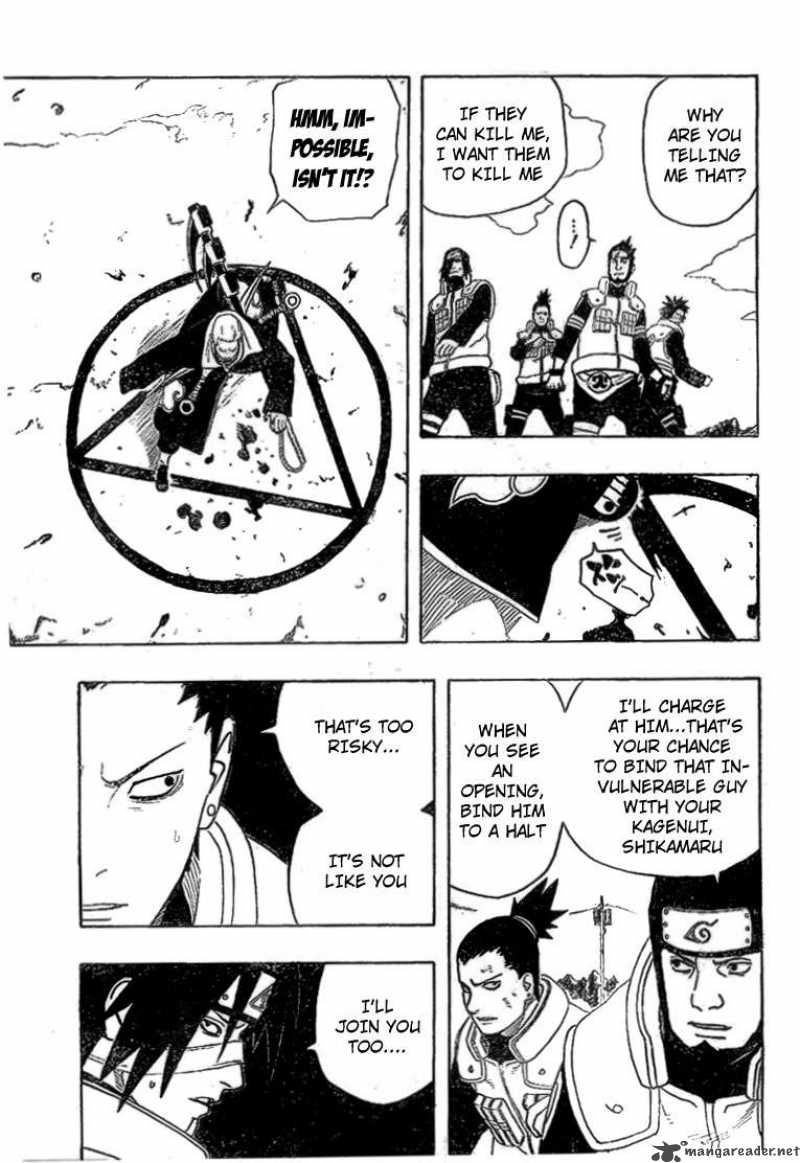 WHY
ARE YOU
TELLING
ME THAT?
IF THEY
CAN KILL ME,
I WANT THEM
TO KILL ME
...!
HMM, IM-
POSSIBLE,
ISN'T IT!?
I'LL CHARGE
AT HIM...THAT'S
YOUR CHANCE
TO BIND THAT IN-
VULNERABLE GUY
WITH YOUR
KAGENUI,
SHIKAMARU
WHEN
YOU SEE
AN
OPENING,
BIND HIM
TO A HALT
THAT'S TOO
RISKY...
IT'S NOT
LIKE YOU
I'LL
JOIN YOU
TOO....
mangareader.net